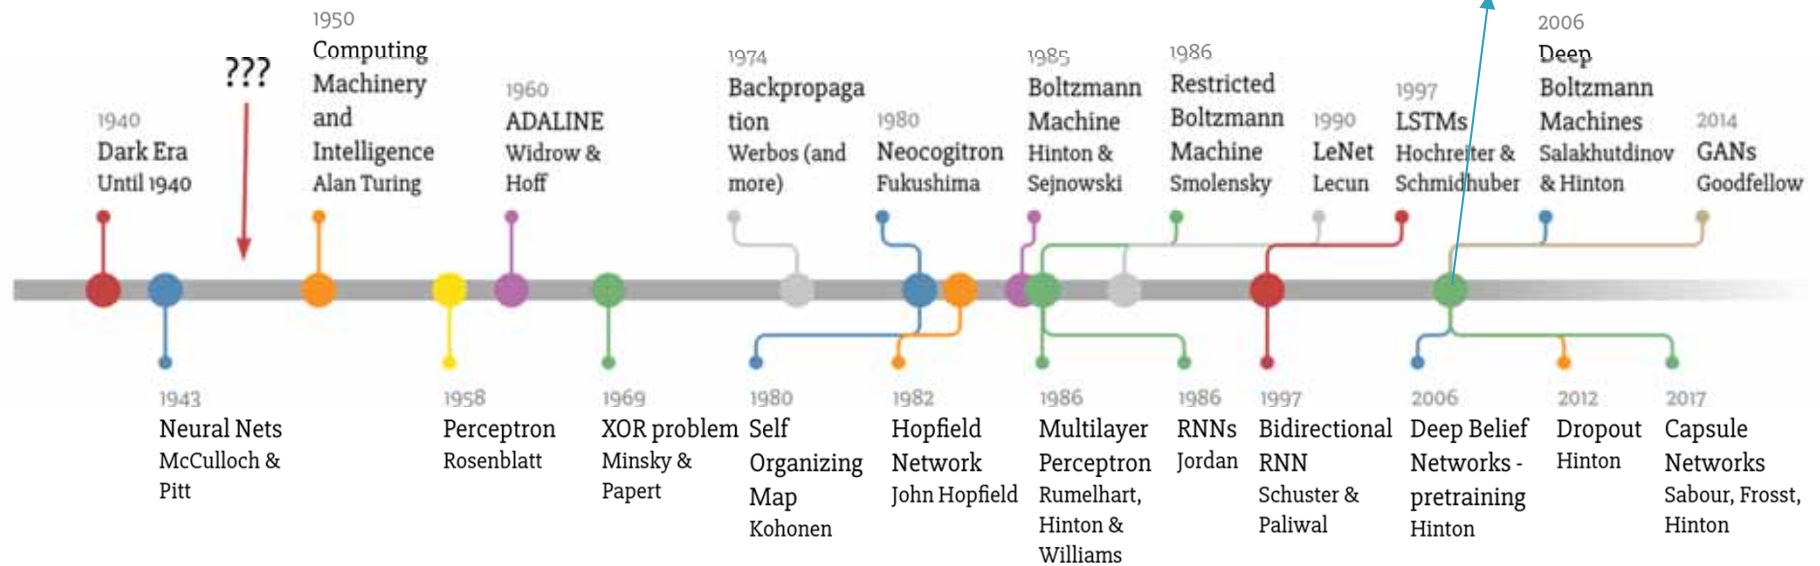 1940
Dark Era
Until 1940
???
1950
Computing
Machinery
and
Intelligence
Alan Turing
1960
ADALINE
Widrow &
Hoff
1974
Backpropaga
tion
Werbos (and
more)
1980
Neocogitron
Fukushima
1985
Boltzmann
Machine
Hinton &
Sejnowski
1986
Restricted
Boltzmann
Machine
Smolensky
1990
LeNet
Lecun
1997
LSTMs
Hochreiter &
Schmidhuber
2006
Deep
Boltzmann
Machines
Salakhutdinov
& Hinton
2014
GANs
Goodfellow
1943
Neural Nets
McCulloch &
Pitt
1958
Perceptron
Rosenblatt
1969
XOR problem
Minsky &
Papert
1980
Self
Organizing
Map
Kohonen
1982
Hopfield
Network
John Hopfield
1986
Multilayer
Perceptron
Rumelhart,
Hinton &
Williams
1986
RNNs
Jordan
1997
Bidirectional
RNN
Schuster &
Paliwal
2006
Deep Belief
Networks -
pretraining
Hinton
2012
Dropout
Hinton
2017
Capsule
Networks
Sabour, Frosst,
Hinton